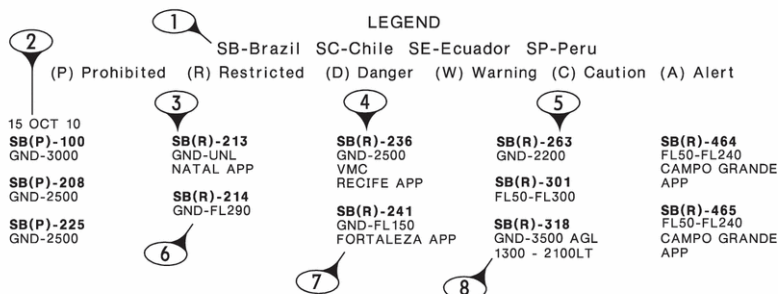 LEGEND
1
SB-Brazil SC-Chile SE-Ecuador SP-Peru
2
(P) Prohibited (R) Restricted (D) Danger (W) Warning (C) Caution (A) Alert
3
4
5
15 OCT 10
SB(P)-100
GND-3000
SB(P)-208
GND-2500
SB(P)-225
GND-2500
SB(R)-213
GND-UNL
NATAL APP
SB(R)-214
GND-FL290
6
SB(R)-236
GND-2500
VMC
RECIFE APP
SB(R)-241
GND-FL150
FORTALEZA APP
7
SB(R)-263
GND-2200
SB(R)-301
FL50-FL300
SB(R)-318
GND-3500 AGL
1300 - 2100LT
8
SB(R)-464
FL50-FL240
CAMPO GRANDE
APP
SB(R)-465
FL50-FL240
CAMPO GRANDE
APP